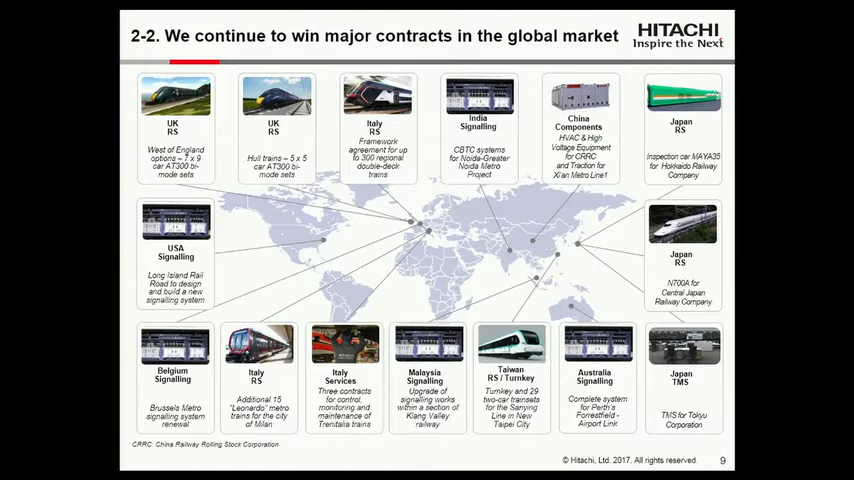 2-2. We continue to win major contracts in the global market
HITACHI
Inspire the Next
UK
RS
West of England
options – 7 x 9
car AT300 bi-
mode sets
UK
RS
Hull trains – 5 x 5
car AT300 bi-
mode sets
Italy
RS
Framework
agreement for up
to 300 regional
double-deck
trains
India
Signalling
CBTC systems
for Noida-Greater
Noida Metro
Project
China
Components
HVAC & High
Voltage Equipment
for CRRC
and Traction for
Xi'an Metro Line1
Japan
RS
Inspection car MAYA35
for Hokkaido Railway
Company
USA
Signalling
Long Island Rail
Road to design
and build a new
signalling system
Japan
RS
N700A for
Central Japan
Railway Company
Belgium
Signalling
Brussels Metro
signalling system
renewal
Italy
RS
Additional 15
"Leonardo" metro
trains for the city
of Milan
HITACHI
Italy
Services
Three contracts
for control,
monitoring and
maintenance of
Trenitalia trains
Malaysia
Signalling
Upgrade of
signalling works
within a section of
Klang Valley
railway
Taiwan
RS / Turnkey
Turnkey and 29
two-car trainsets
for the Sanying
Line in New
Taipei City
Australia
Signalling
Complete system
for Perth's
Forrestfield -
Airport Link
Japan
TMS
TMS for Tokyu
Corporation
CRRC: China Railway Rolling Stock Corporation
© Hitachi, Ltd. 2017. All rights reserved.
9